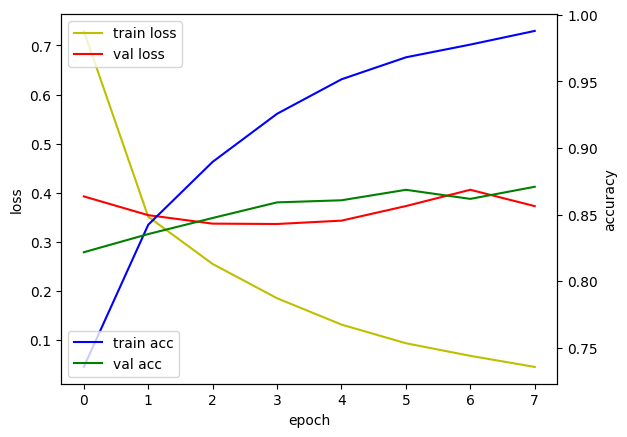 train loss
val loss
train acc
val acc
loss
0.7
0.6
0.5
0.4
0.3
0.2
0.1
1.00
0.95
0.90
0.85
0.80
0.75
accuracy
0 1 2 3 4 5 6 7
epoch